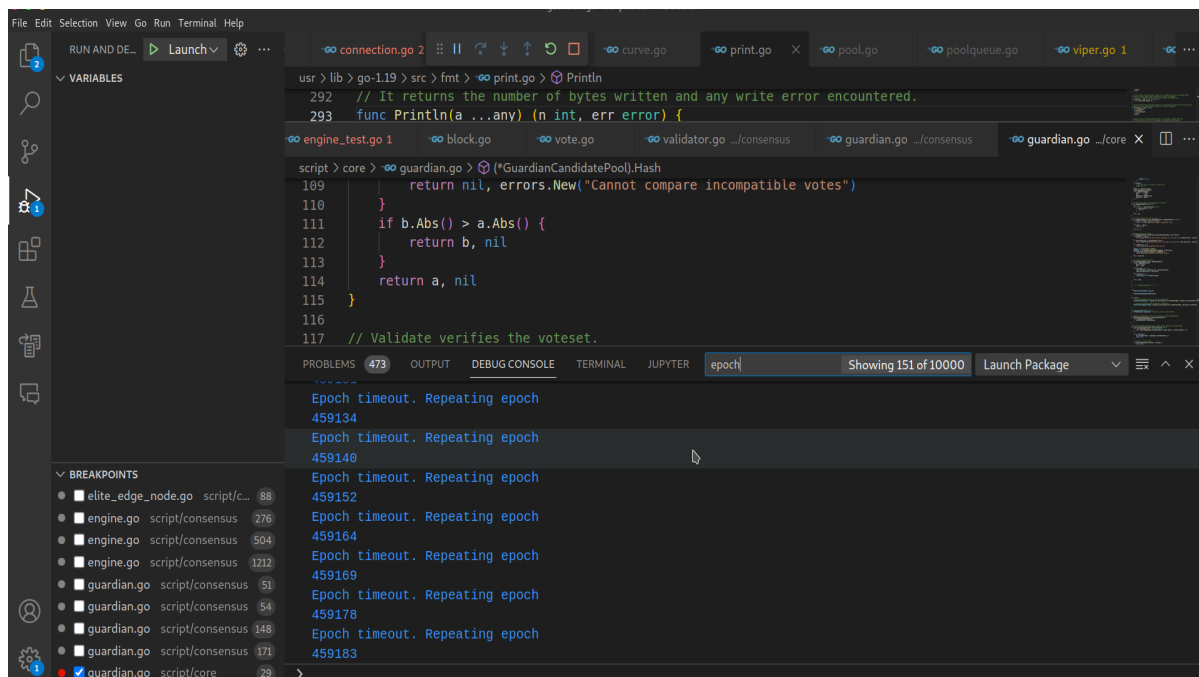 File Edit Selection View Go Run Terminal Help
RUN AND DE... Launch ...
connection.go 2 curve.go print.go pool.go poolqueue.go viper.go 1 ...
2
VARIABLES
usr > lib > go-1.19 > src > fmt > print.go > Println
292 // It returns the number of bytes written and any write error encountered.
293 func Println(a ...any) (n int, err error) {
engine_test.go 1 block.go vote.go validator.go .../consensus guardian.go .../consensus guardian.go .../core ...
script > core > guardian.go > (*GuardianCandidatePool).Hash
109 return nil, errors.New("Cannot compare incompatible votes")
110 }
111 if b.Abs() > a.Abs() {
112 return b, nil
113 }
114 return a, nil
115 }
116
117 // Validate verifies the voteset.
1
PROBLEMS 473 OUTPUT DEBUG CONSOLE TERMINAL JUPYTER epoch Showing 151 of 10000 Launch Package
Epoch timeout. Repeating epoch
459134
Epoch timeout. Repeating epoch
459140
Epoch timeout. Repeating epoch
459152
Epoch timeout. Repeating epoch
459164
Epoch timeout. Repeating epoch
459169
Epoch timeout. Repeating epoch
459178
Epoch timeout. Repeating epoch
459183
BREAKPOINTS
elite_edge_node.go script/c... 88
engine.go script/consensus 276
engine.go script/consensus 504
engine.go script/consensus 1212
guardian.go script/consensus 51
guardian.go script/consensus 54
guardian.go script/consensus 148
guardian.go script/consensus 171
guardian.go script/core 29
1